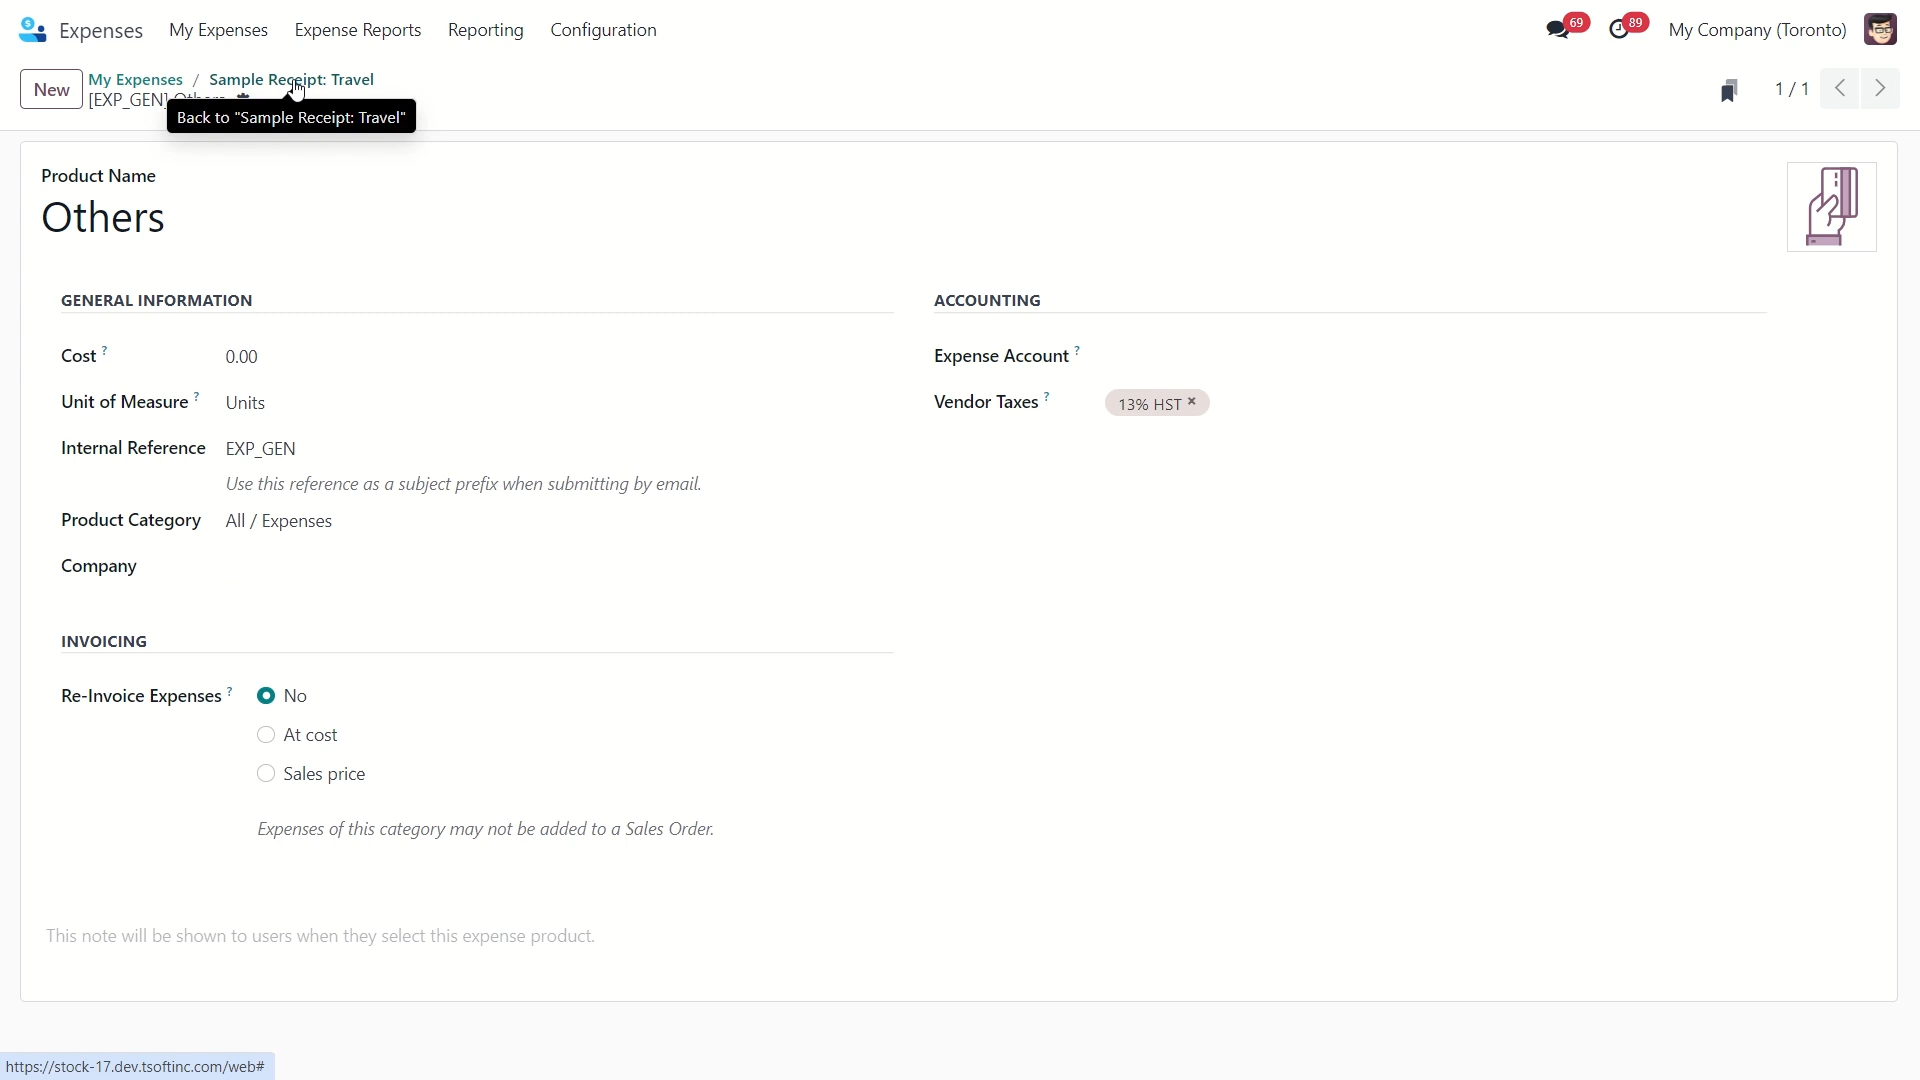 Expenses My Expenses Expense Reports Reporting Configuration 69 89 My Company (Toronto)
New My Expenses / Sample Receipt: Travel 1 / 1
[EXP_GEN]
Back to "Sample Receipt: Travel"
Product Name
Others
GENERAL INFORMATION
Cost ? 0.00
Unit of Measure ? Units
Internal Reference EXP_GEN
Use this reference as a subject prefix when submitting by email.
Product Category All / Expenses
Company
ACCOUNTING
Expense Account ?
Vendor Taxes ? 13% HST ×
INVOICING
Re-Invoice Expenses ? No
At cost
Sales price
Expenses of this category may not be added to a Sales Order.
This note will be shown to users when they select this expense product.
https://stock-17.dev.tsoftinc.com/web#